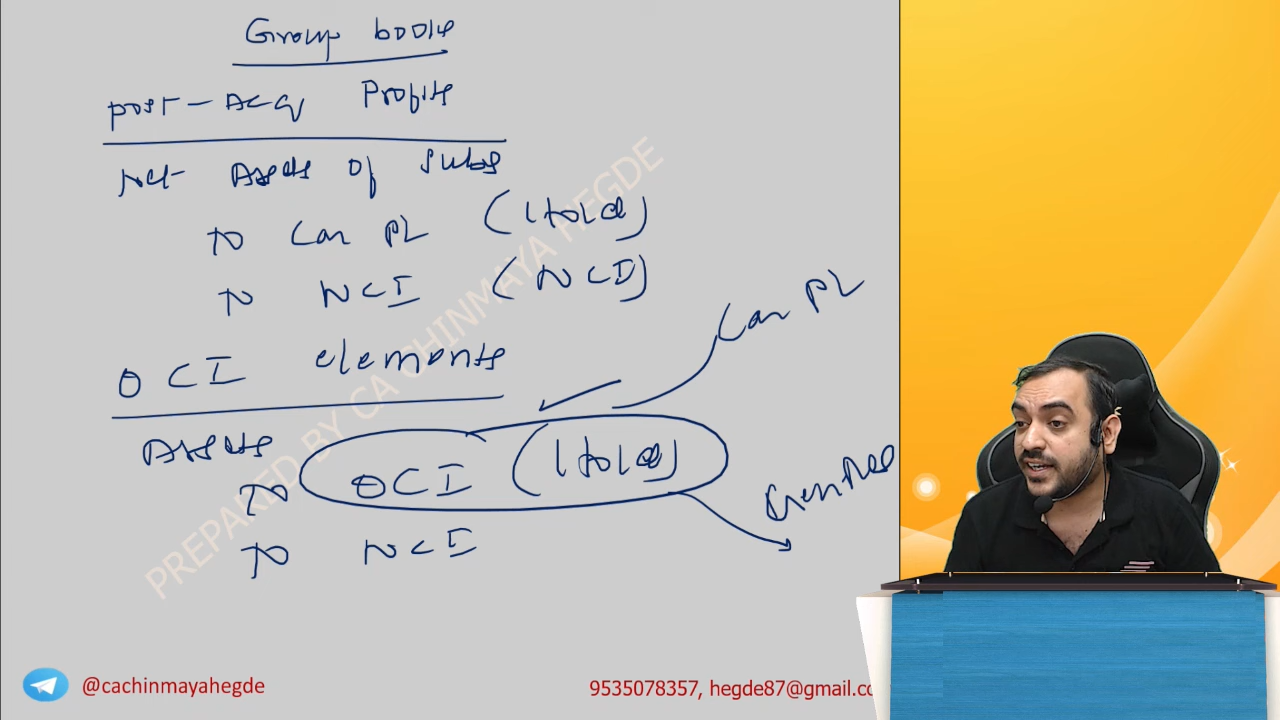 Group books
post-Acq Profits
Net Assets of Subs
To Con PL (Hold)
To NCI (NCI)
Con PL
OCI elements
Assets
To OCI (Hold)
To NCI
PREPARED BY CA CHINMAYA HEGDE
@cachinmayahegde
9535078357, hegde87@gmail.co